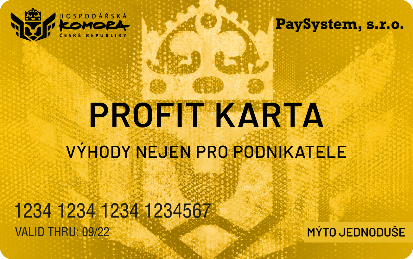 HOSPODÁŘSKÁ
KOMORA
ČESKÉ REPUBLIKY
PaySystem, s.r.o.
PROFIT KARTA
VÝHODY NEJEN PRO PODNIKATELE
1234 1234 1234 1234567
VALID THRU: 09/22
MÝTO JEDNODUŠE